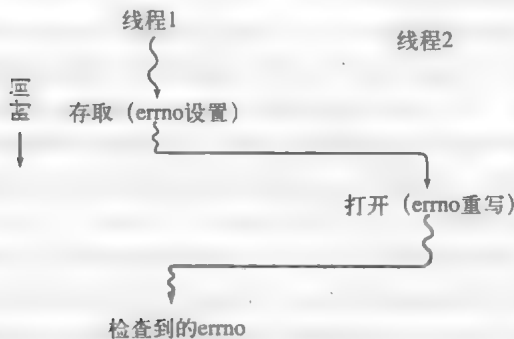 线程1
线程2
时间
存取（errno设置）
打开（errno重写）
检查到的errno